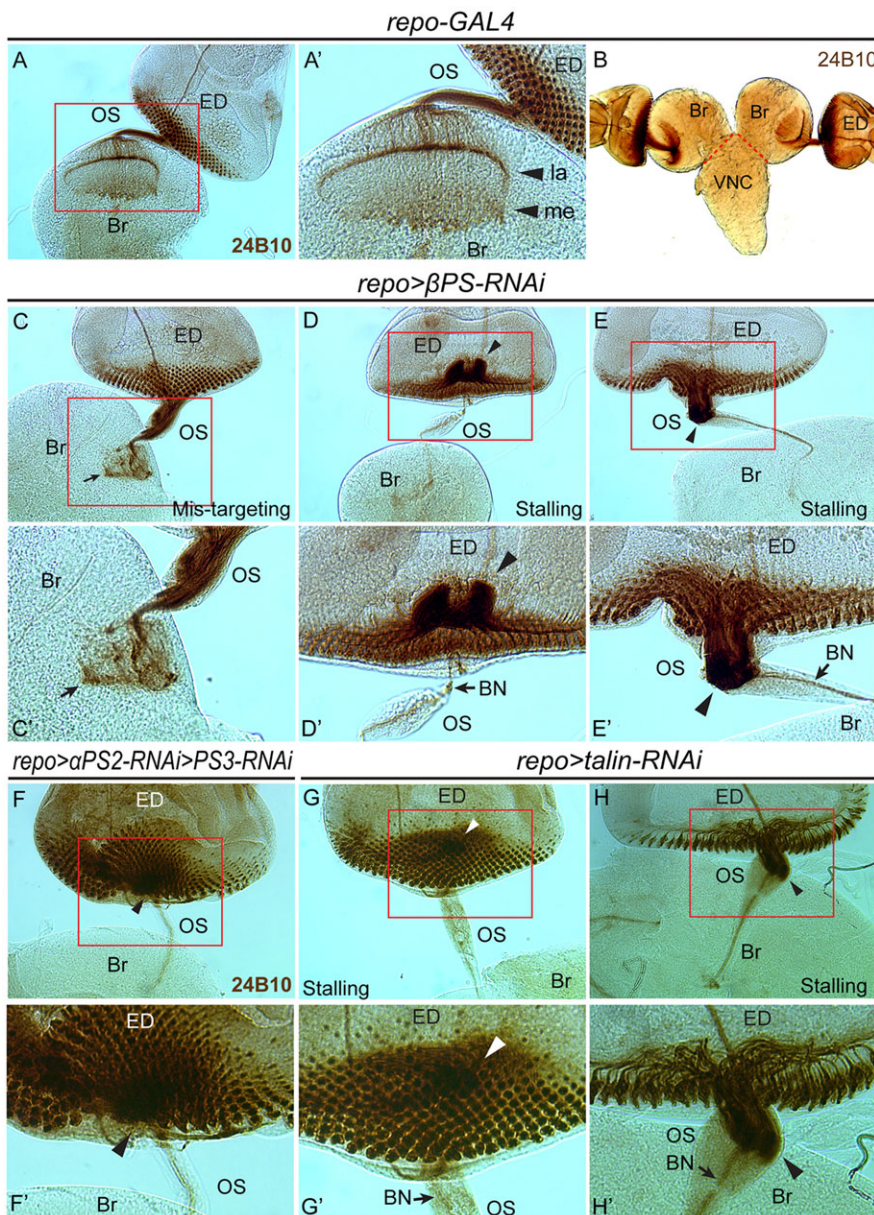 repo-GAL4
A
OS
ED
Br
24B10
A'
OS
ED
la
me
Br
B
24B10
Br
Br
ED
VNC
repo>βPS-RNAi
C
ED
Br
OS
Mis-targeting
D
ED
OS
Br
Stalling
E
ED
OS
Br
Stalling
Br
OS
C'
ED
BN
OS
D'
ED
OS
BN
Br
E'
repo>αPS2-RNAi>PS3-RNAi
repo>talin-RNAi
F
ED
OS
Br
24B10
G
ED
OS
Stalling
Br
H
ED
OS
Br
Stalling
ED
OS
Br
F'
ED
BN
OS
G'
ED
OS
BN
Br
H'